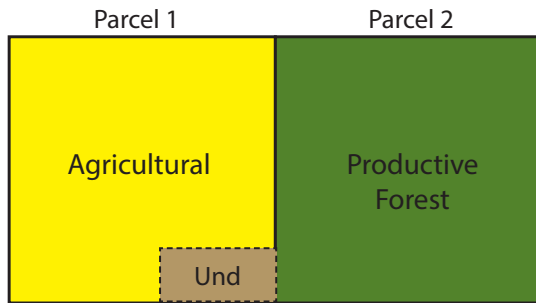 Parcel 1
Parcel 2
Agricultural
Productive
Forest
Und